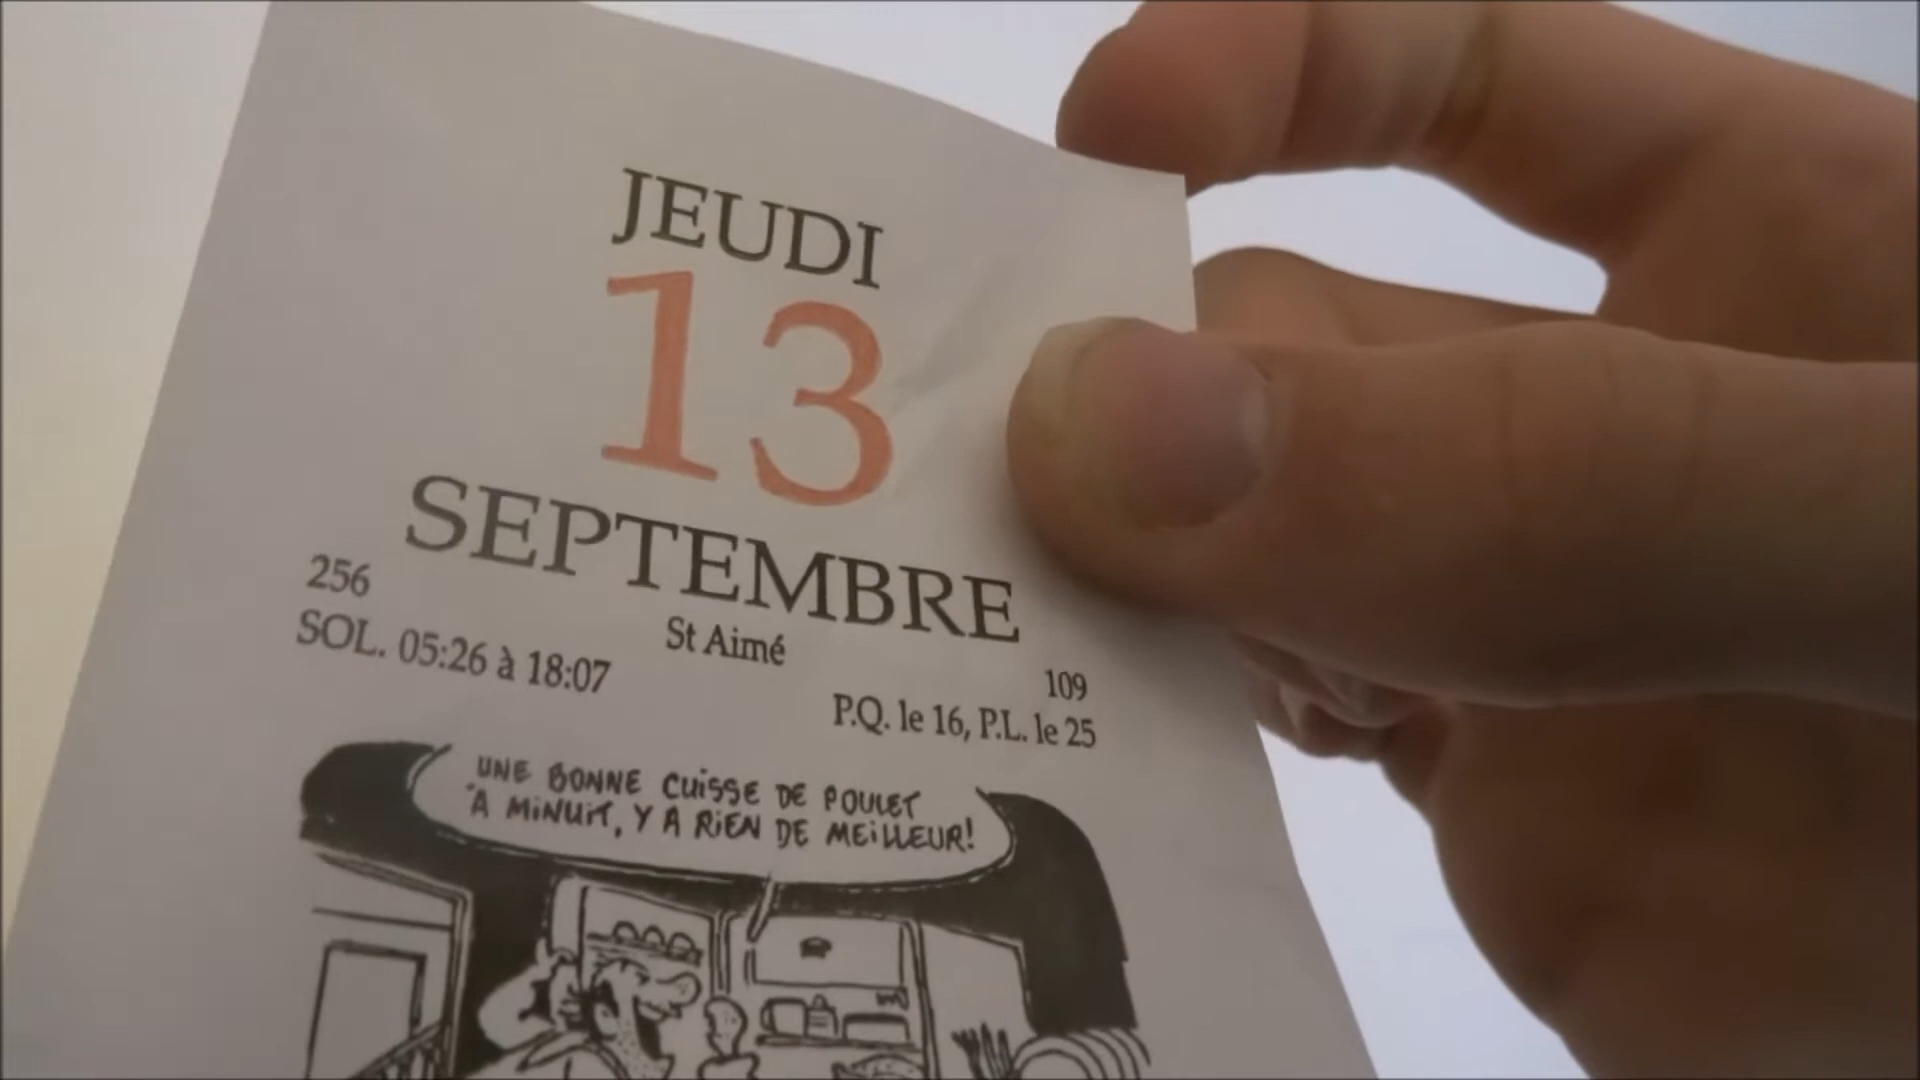 JEUDI
13
SEPTEMBRE
256
St Aimé
109
SOL. 05:26 à 18:07
P.Q. le 16, P.L. le 25
UNE BONNE CUISSE DE POULET
À MINUIT, Y A RIEN DE MEILLEUR!